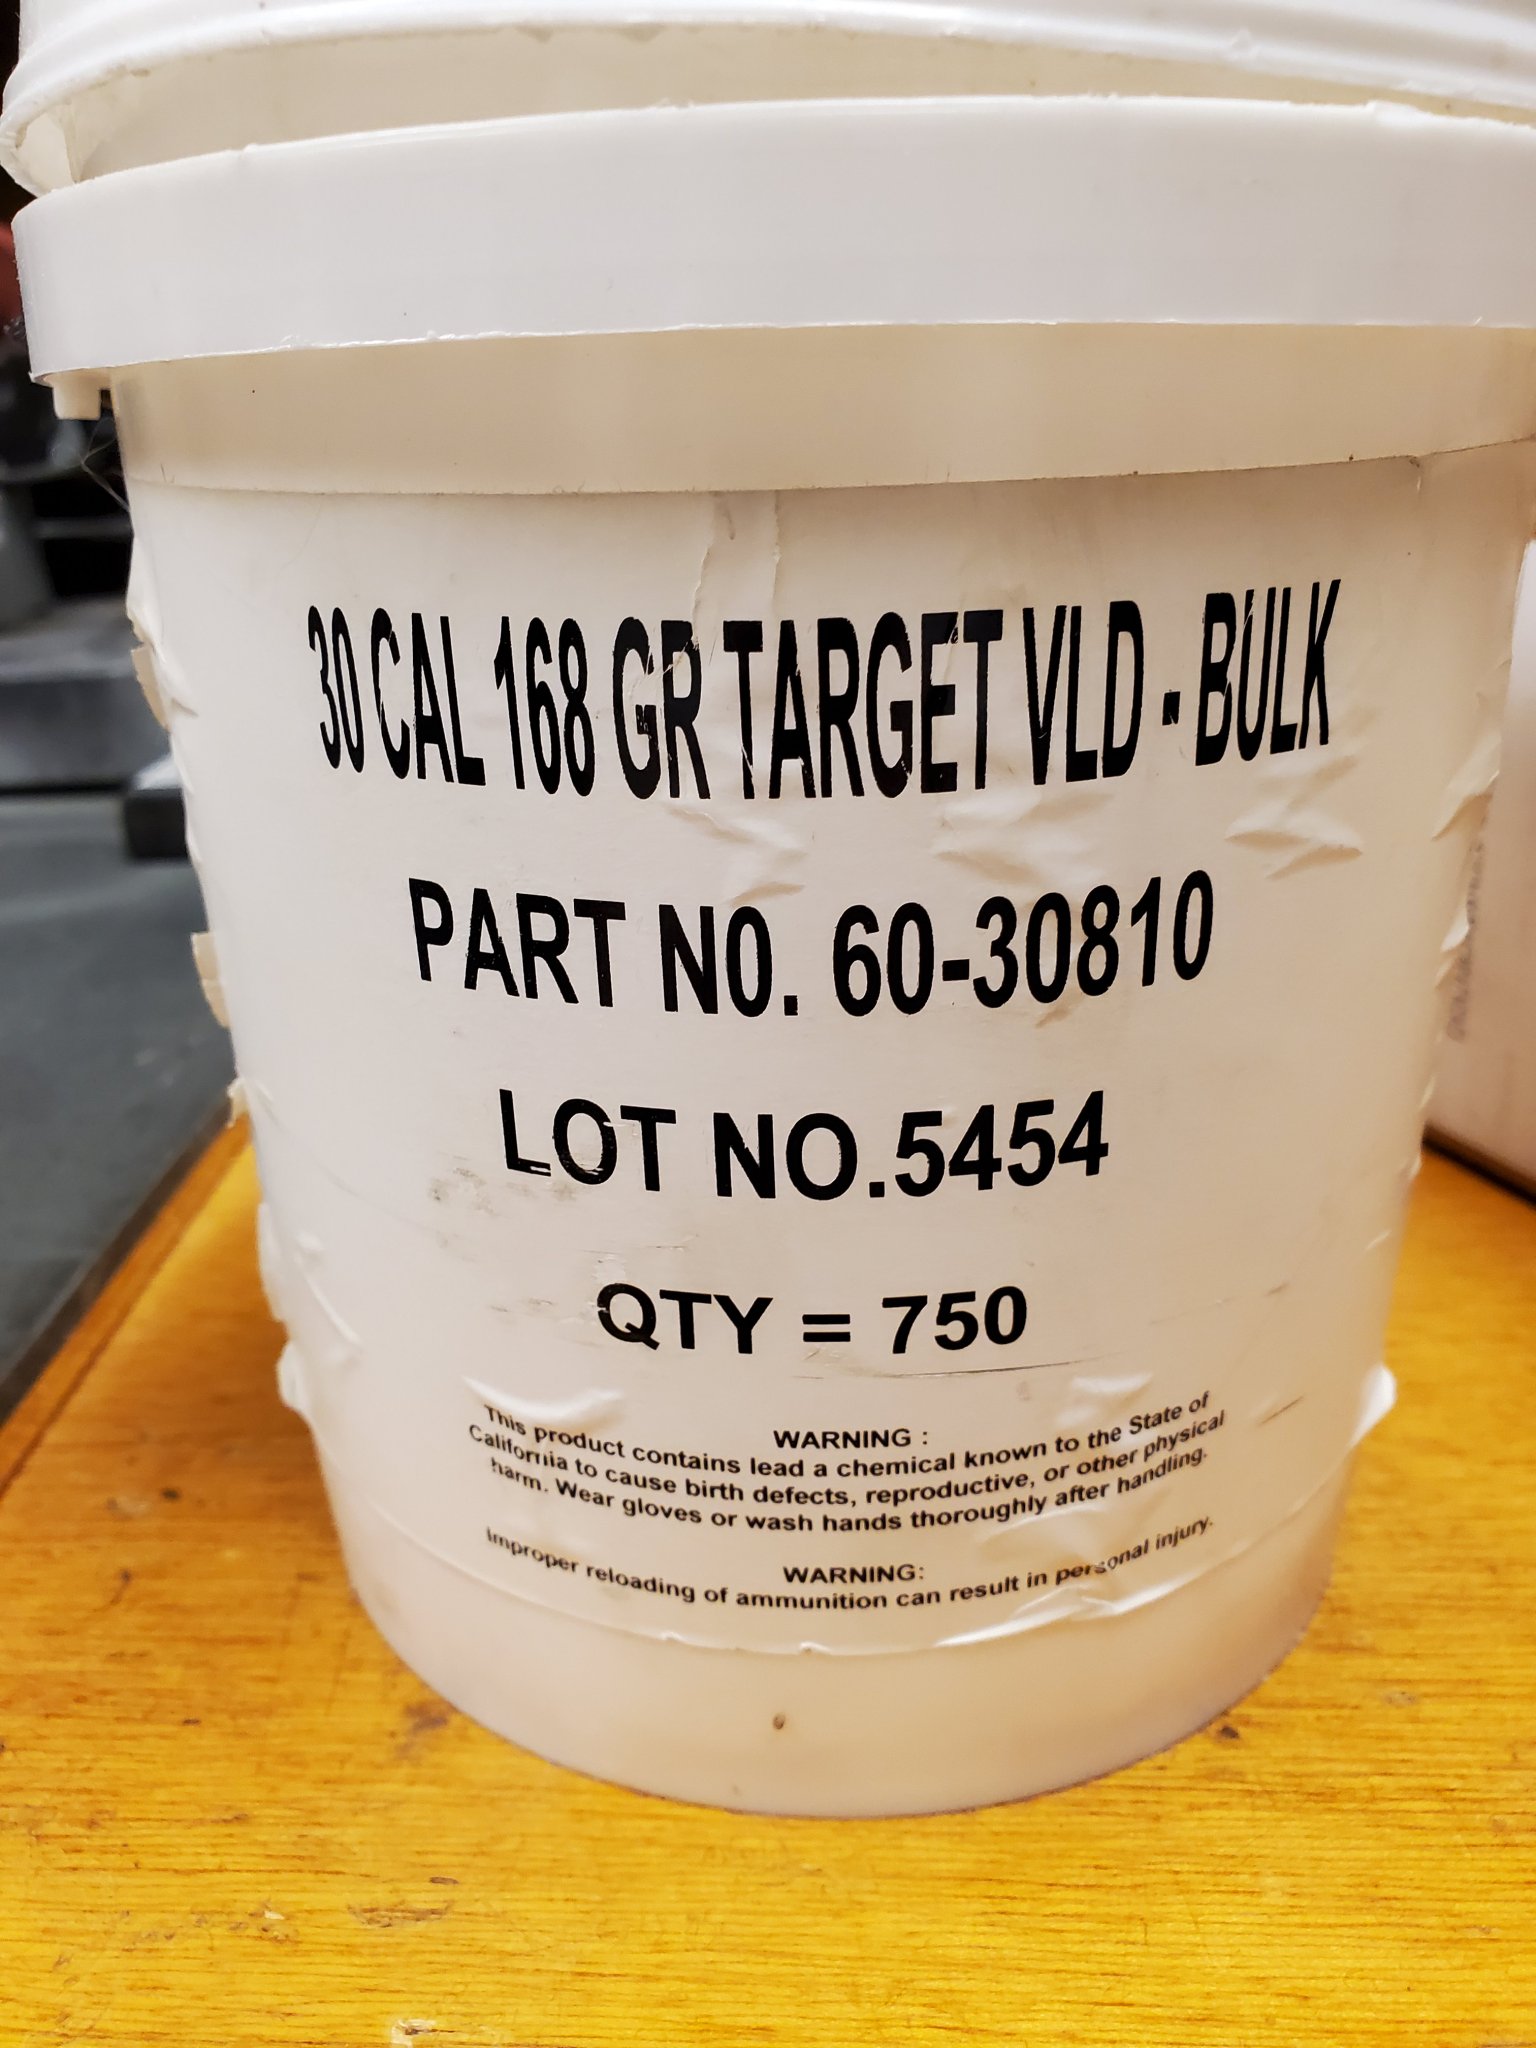 30 CAL 168 GR TARGET VLD - BULK
PART N0. 60-30810
LOT NO.5454
QTY = 750
WARNING :
This product contains lead a chemical known to the State of
California to cause birth defects, reproductive, or other physical
harm. Wear gloves or wash hands thoroughly after handling.
WARNING:
Improper reloading of ammunition can result in personal injury.